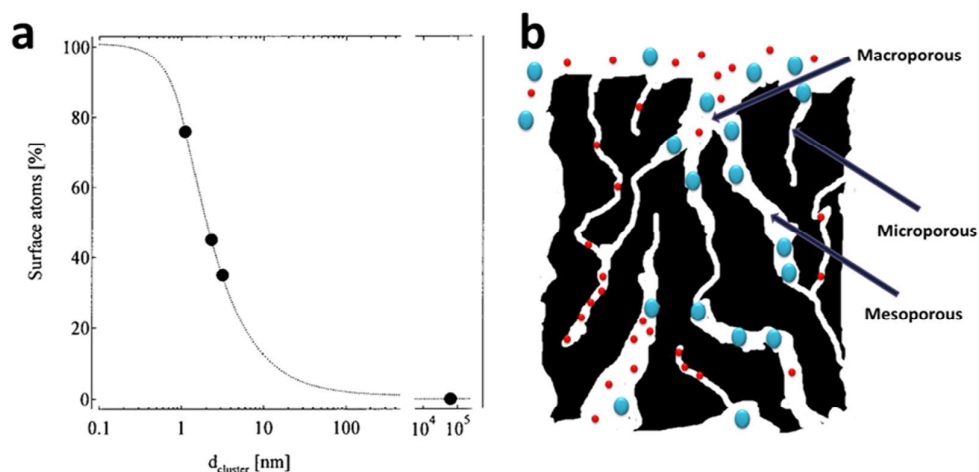 a
Surface atoms [%]
100
80
60
40
20
0
0.1 1 10 100 10⁴ 10⁵
d_cluster [nm]
b
Macroporous
Microporous
Mesoporous